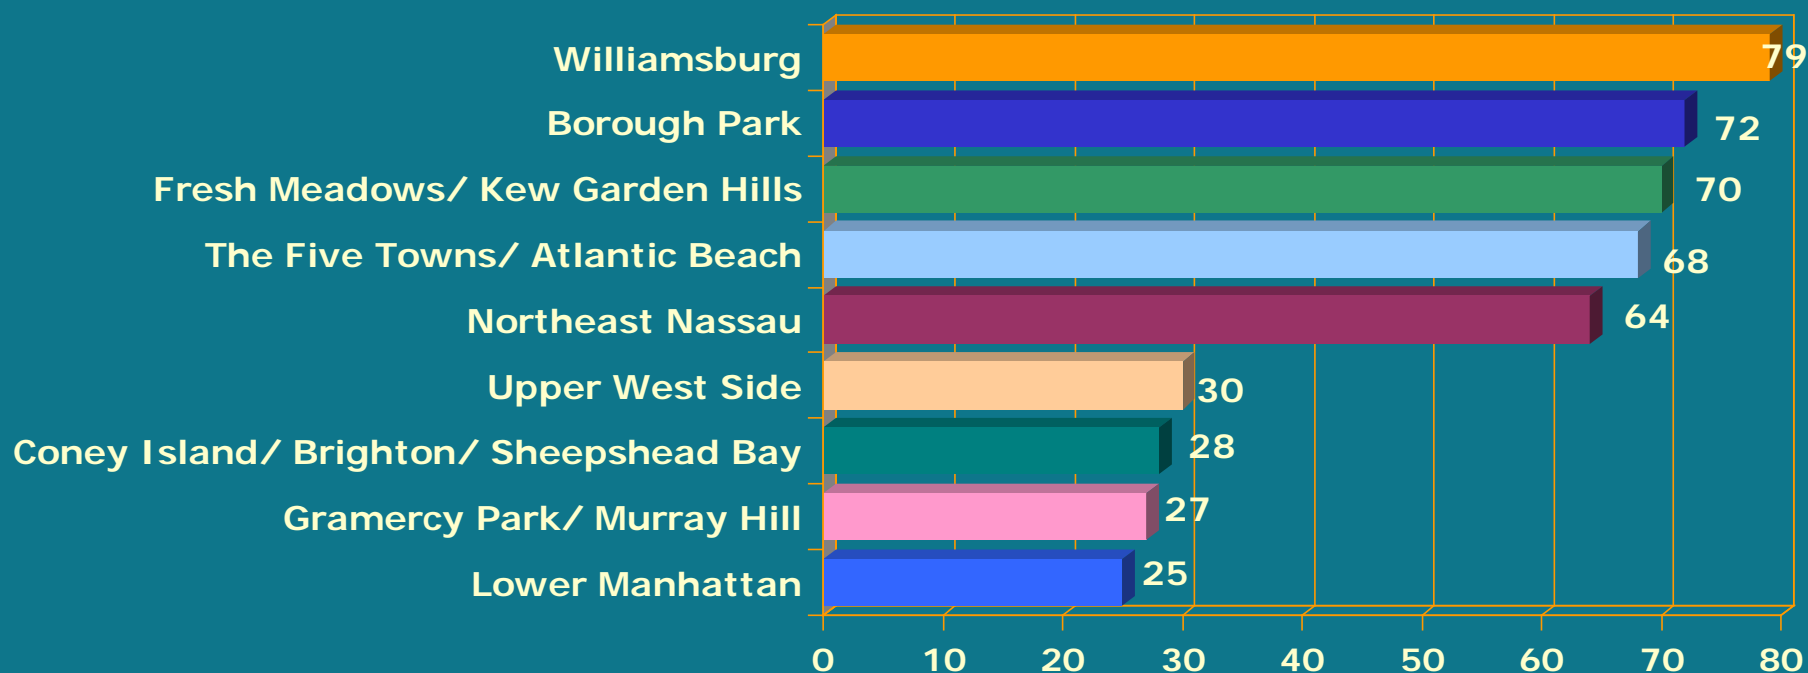 Williamsburg 79
Borough Park 72
Fresh Meadows/ Kew Garden Hills 70
The Five Towns/ Atlantic Beach 68
Northeast Nassau 64
Upper West Side 30
Coney Island/ Brighton/ Sheepshead Bay 28
Gramercy Park/ Murray Hill 27
Lower Manhattan 25
0 10 20 30 40 50 60 70 80